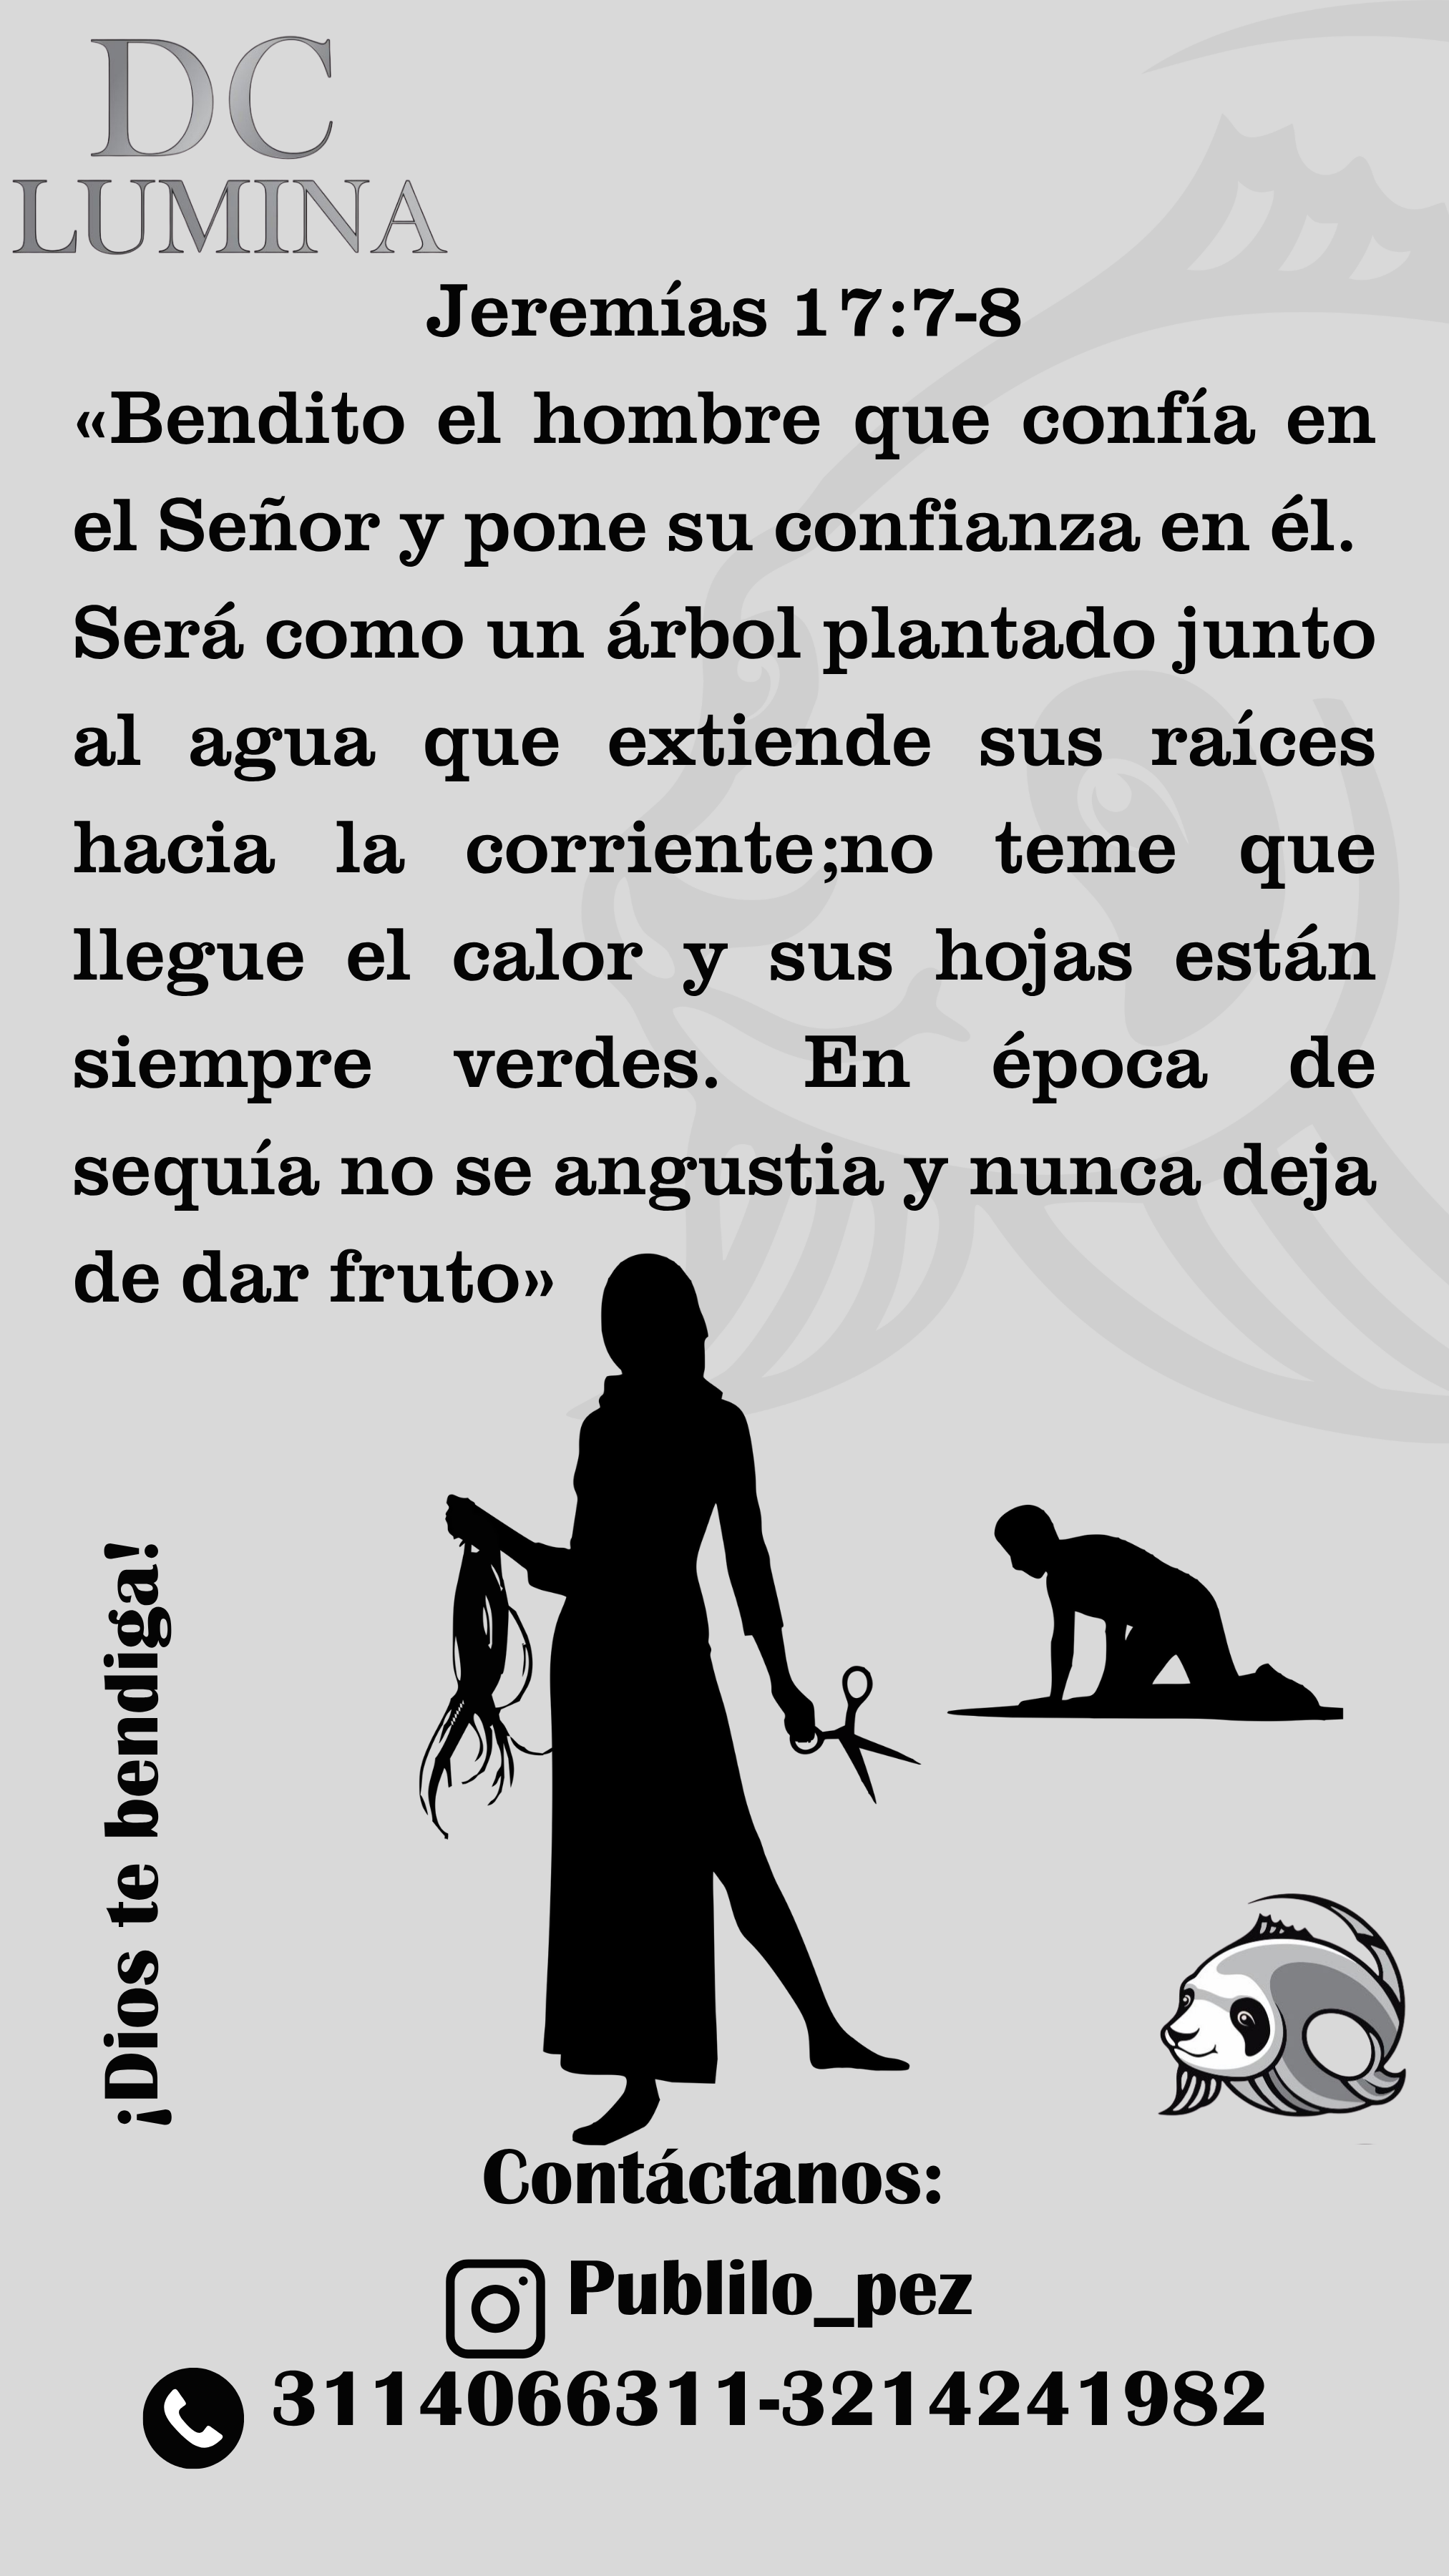 DC
LUMINA
Jeremías 17:7-8
«Bendito el hombre que confía en
el Señor y pone su confianza en él.
Será como un árbol plantado junto
al agua que extiende sus raíces
hacia la corriente;no teme que
llegue el calor y sus hojas están
siempre verdes. En época de
sequía no se angustia y nunca deja
de dar fruto»
¡Dios te bendiga!
Contáctanos:
Publilo_pez
3114066311-3214241982